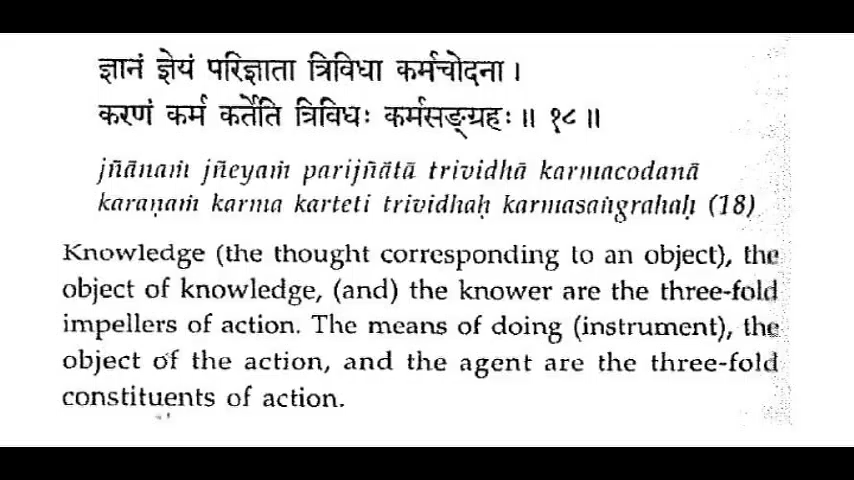 ज्ञानं ज्ञेयं परिज्ञाता त्रिविधा कर्मचोदना।
करणं कर्म कर्तेति त्रिविधः कर्मसङ्ग्रहः॥ १८॥
jñānaṁ jñeyaṁ parijñātā trividhā karmacodanā
karaṇaṁ karma karteti trividhaḥ karmasaṅgrahaḥ (18)
Knowledge (the thought corresponding to an object), the
object of knowledge, (and) the knower are the three-fold
impellers of action. The means of doing (instrument), the
object of the action, and the agent are the three-fold
constituents of action.